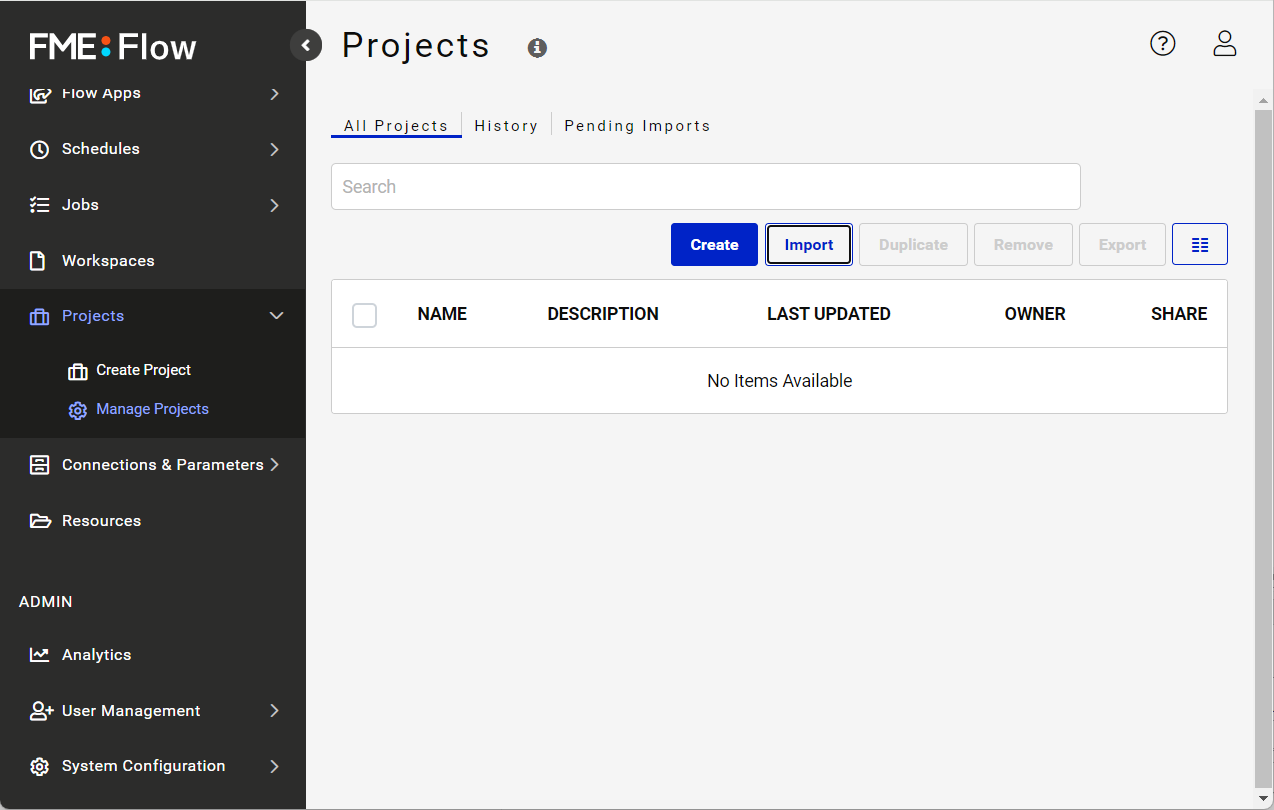 FME:Flow
Flow Apps
Schedules
Jobs
Workspaces
Projects
Create Project
Manage Projects
Connections & Parameters
Resources
ADMIN
Analytics
User Management
System Configuration
Projects
All Projects
History
Pending Imports
Search
Create
Import
Duplicate
Remove
Export
NAME DESCRIPTION LAST UPDATED OWNER SHARE
No Items Available